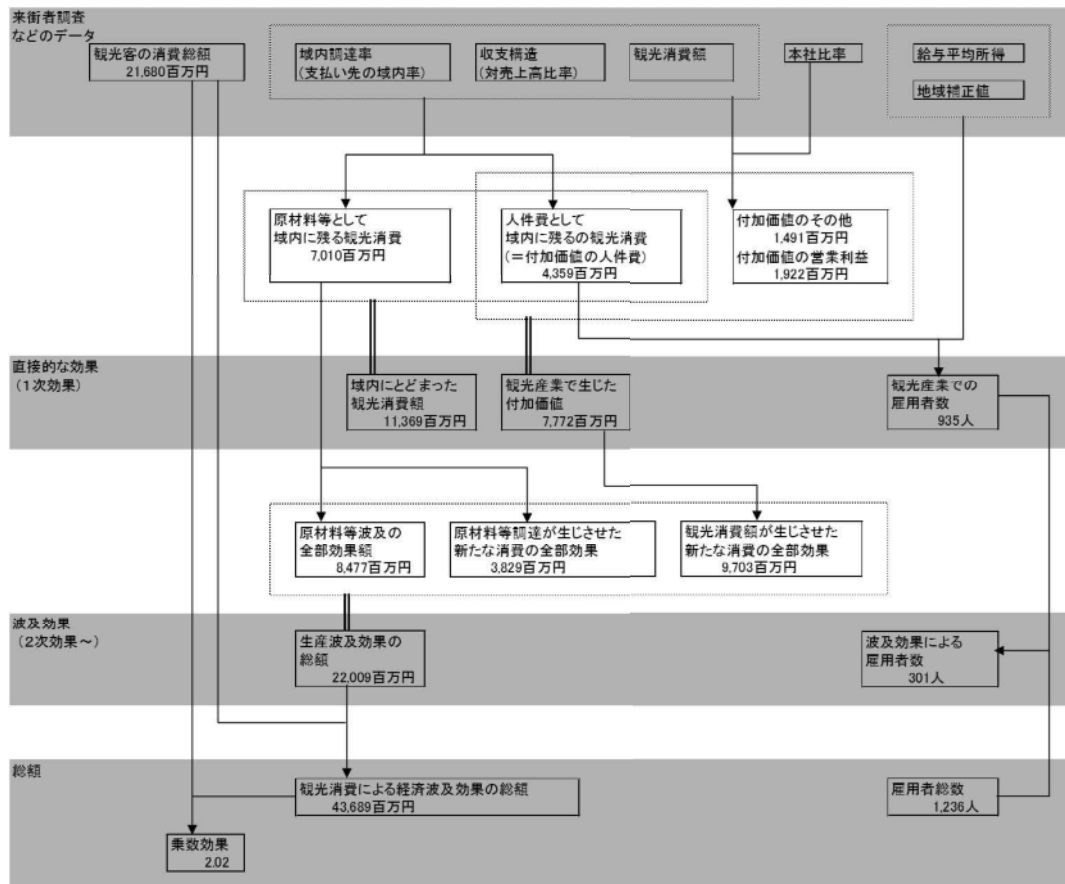 来街者調査
などのデータ
観光客の消費総額
21,680百万円
域内調達率
(支払い先の域内率)
収支構造
(対売上高比率)
観光消費額
本社比率
給与平均所得
地域補正値
原材料等として
域内に残る観光消費
7,010百万円
人件費として
域内に残るの観光消費
(＝付加価値の人件費)
4,359百万円
付加価値のその他
1,491百万円
付加価値の営業利益
1,922百万円
直接的な効果
(1次効果)
域内にとどまった
観光消費額
11,369百万円
観光産業で生じた
付加価値
7,772百万円
観光産業での
雇用者数
935人
原材料等波及の
全部効果額
8,477百万円
原材料等調達が生じさせた
新たな消費の全部効果
3,829百万円
観光消費額が生じさせた
新たな消費の全部効果
9,703百万円
波及効果
(2次効果～)
生産波及効果の
総額
22,009百万円
波及効果による
雇用者数
301人
総額
観光消費による経済波及効果の総額
43,689百万円
雇用者総数
1,236人
乗数効果
2.02